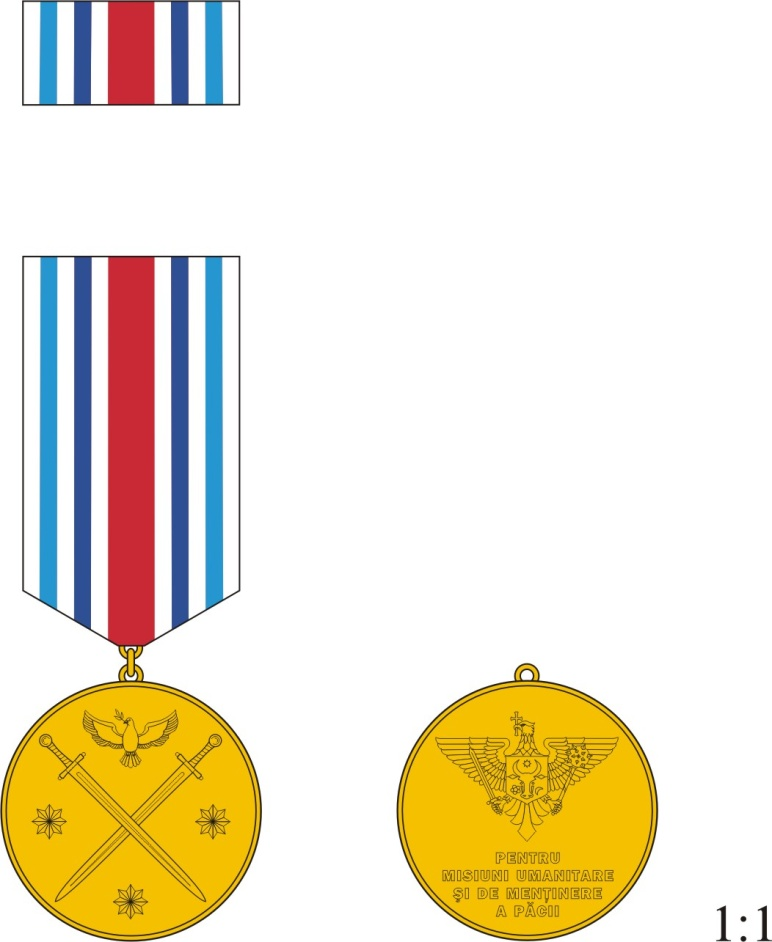 PENTRU
MISIUNI UMANITARE
ȘI DE MENȚINERE
A PĂCII
1:1